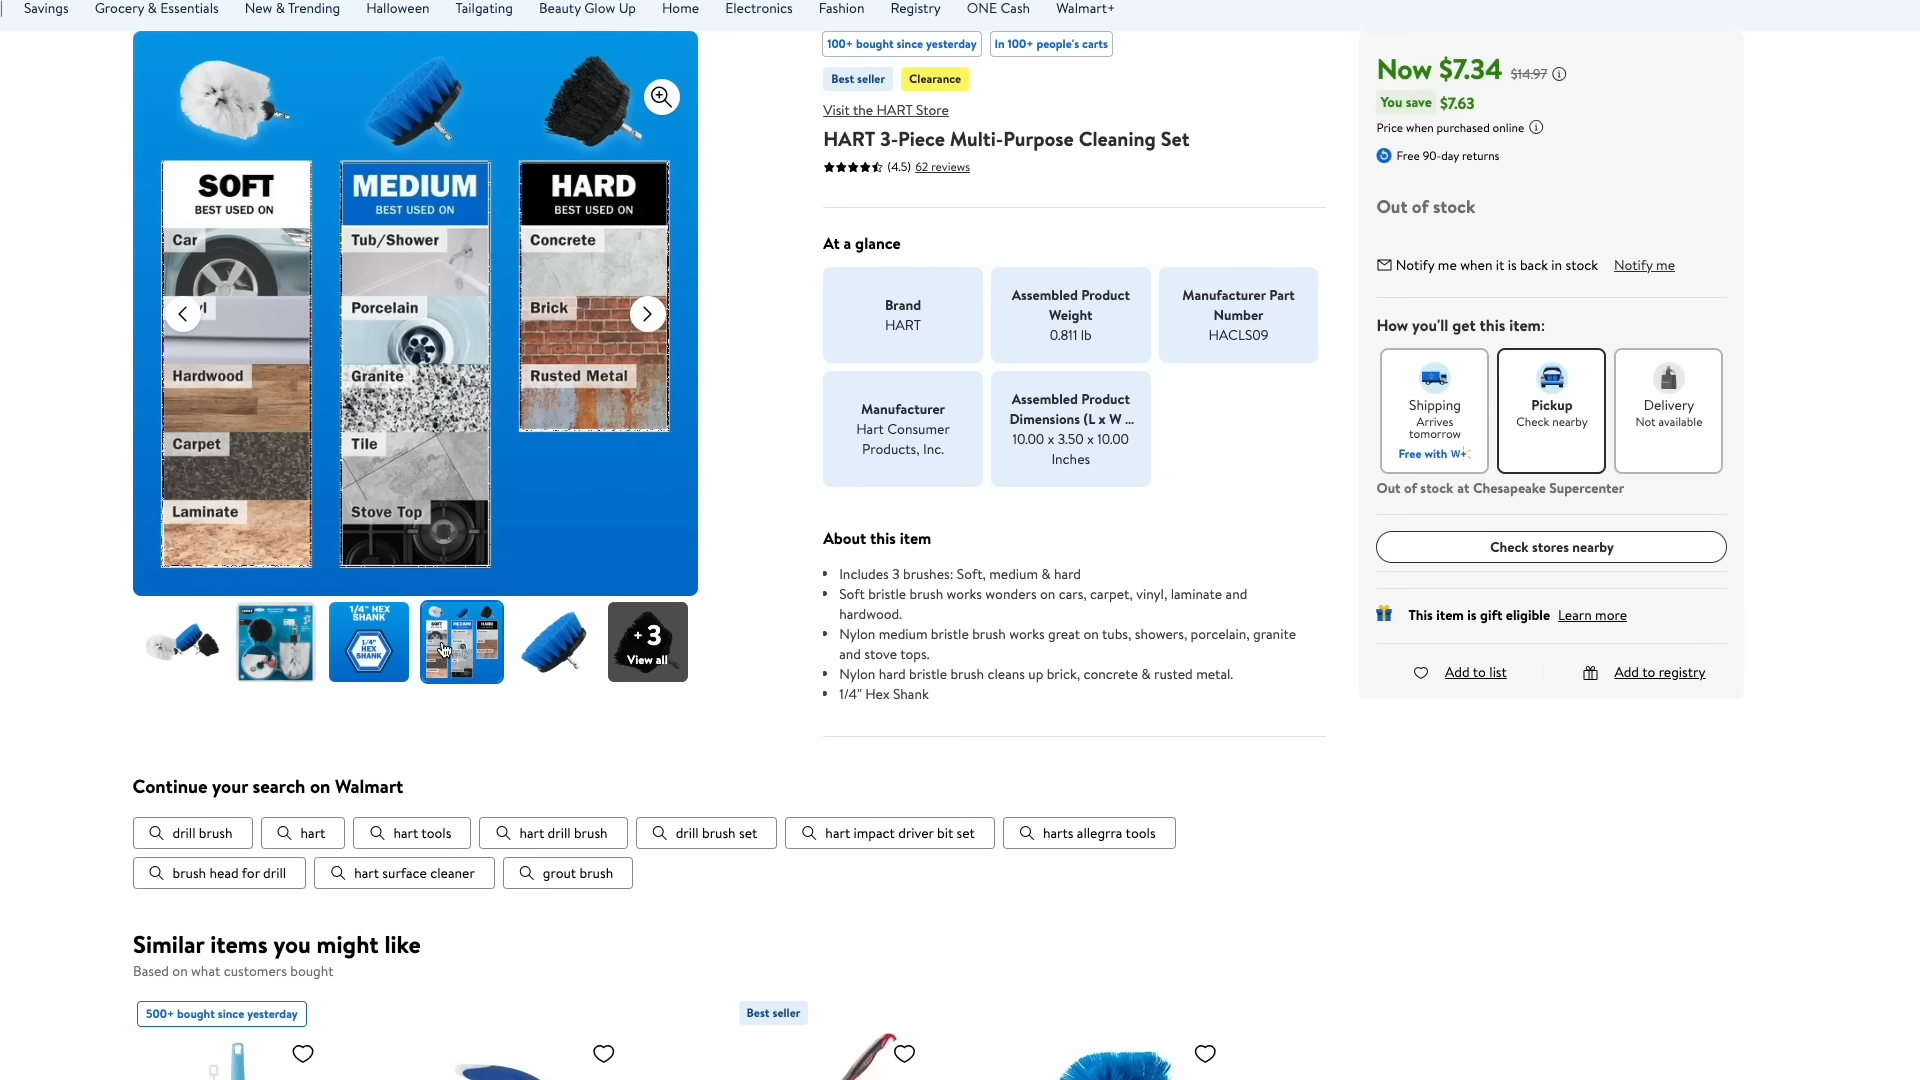 Savings
Grocery & Essentials
New & Trending
Halloween
Tailgating
Beauty Glow Up
Home
Electronics
Fashion
Registry
ONE Cash
Walmart+
SOFT
BEST USED ON
Car
Hardwood
Carpet
Laminate
MEDIUM
BEST USED ON
Tub/Shower
Porcelain
Granite
Tile
Stove Top
HARD
BEST USED ON
Concrete
Brick
Rusted Metal
1/4" HEX
SHANK
1/4"
HEX
SHANK
SOFT
MEDIUM
HARD
+ 3
View all
100+ bought since yesterday
In 100+ people's carts
Best seller
Clearance
Visit the HART Store
HART 3-Piece Multi-Purpose Cleaning Set
(4.5) 62 reviews
At a glance
Brand
HART
Assembled Product
Weight
0.811 lb
Manufacturer Part
Number
HACLS09
Manufacturer
Hart Consumer
Products, Inc.
Assembled Product
Dimensions (L x W ...
10.00 x 3.50 x 10.00
Inches
About this item
Includes 3 brushes: Soft, medium & hard
Soft bristle brush works wonders on cars, carpet, vinyl, laminate and
hardwood.
Nylon medium bristle brush works great on tubs, showers, porcelain, granite
and stove tops.
Nylon hard bristle brush cleans up brick, concrete & rusted metal.
1/4" Hex Shank
Now $7.34 $14.97
You save $7.63
Price when purchased online
Free 90-day returns
Out of stock
Notify me when it is back in stock Notify me
How you'll get this item:
Shipping
Arrives
tomorrow
Free with W+
Pickup
Check nearby
Delivery
Not available
Out of stock at Chesapeake Supercenter
Check stores nearby
This item is gift eligible Learn more
Add to list
Add to registry
Continue your search on Walmart
drill brush
hart
hart tools
hart drill brush
drill brush set
hart impact driver bit set
harts allegrra tools
brush head for drill
hart surface cleaner
grout brush
Similar items you might like
Based on what customers bought
500+ bought since yesterday
Best seller